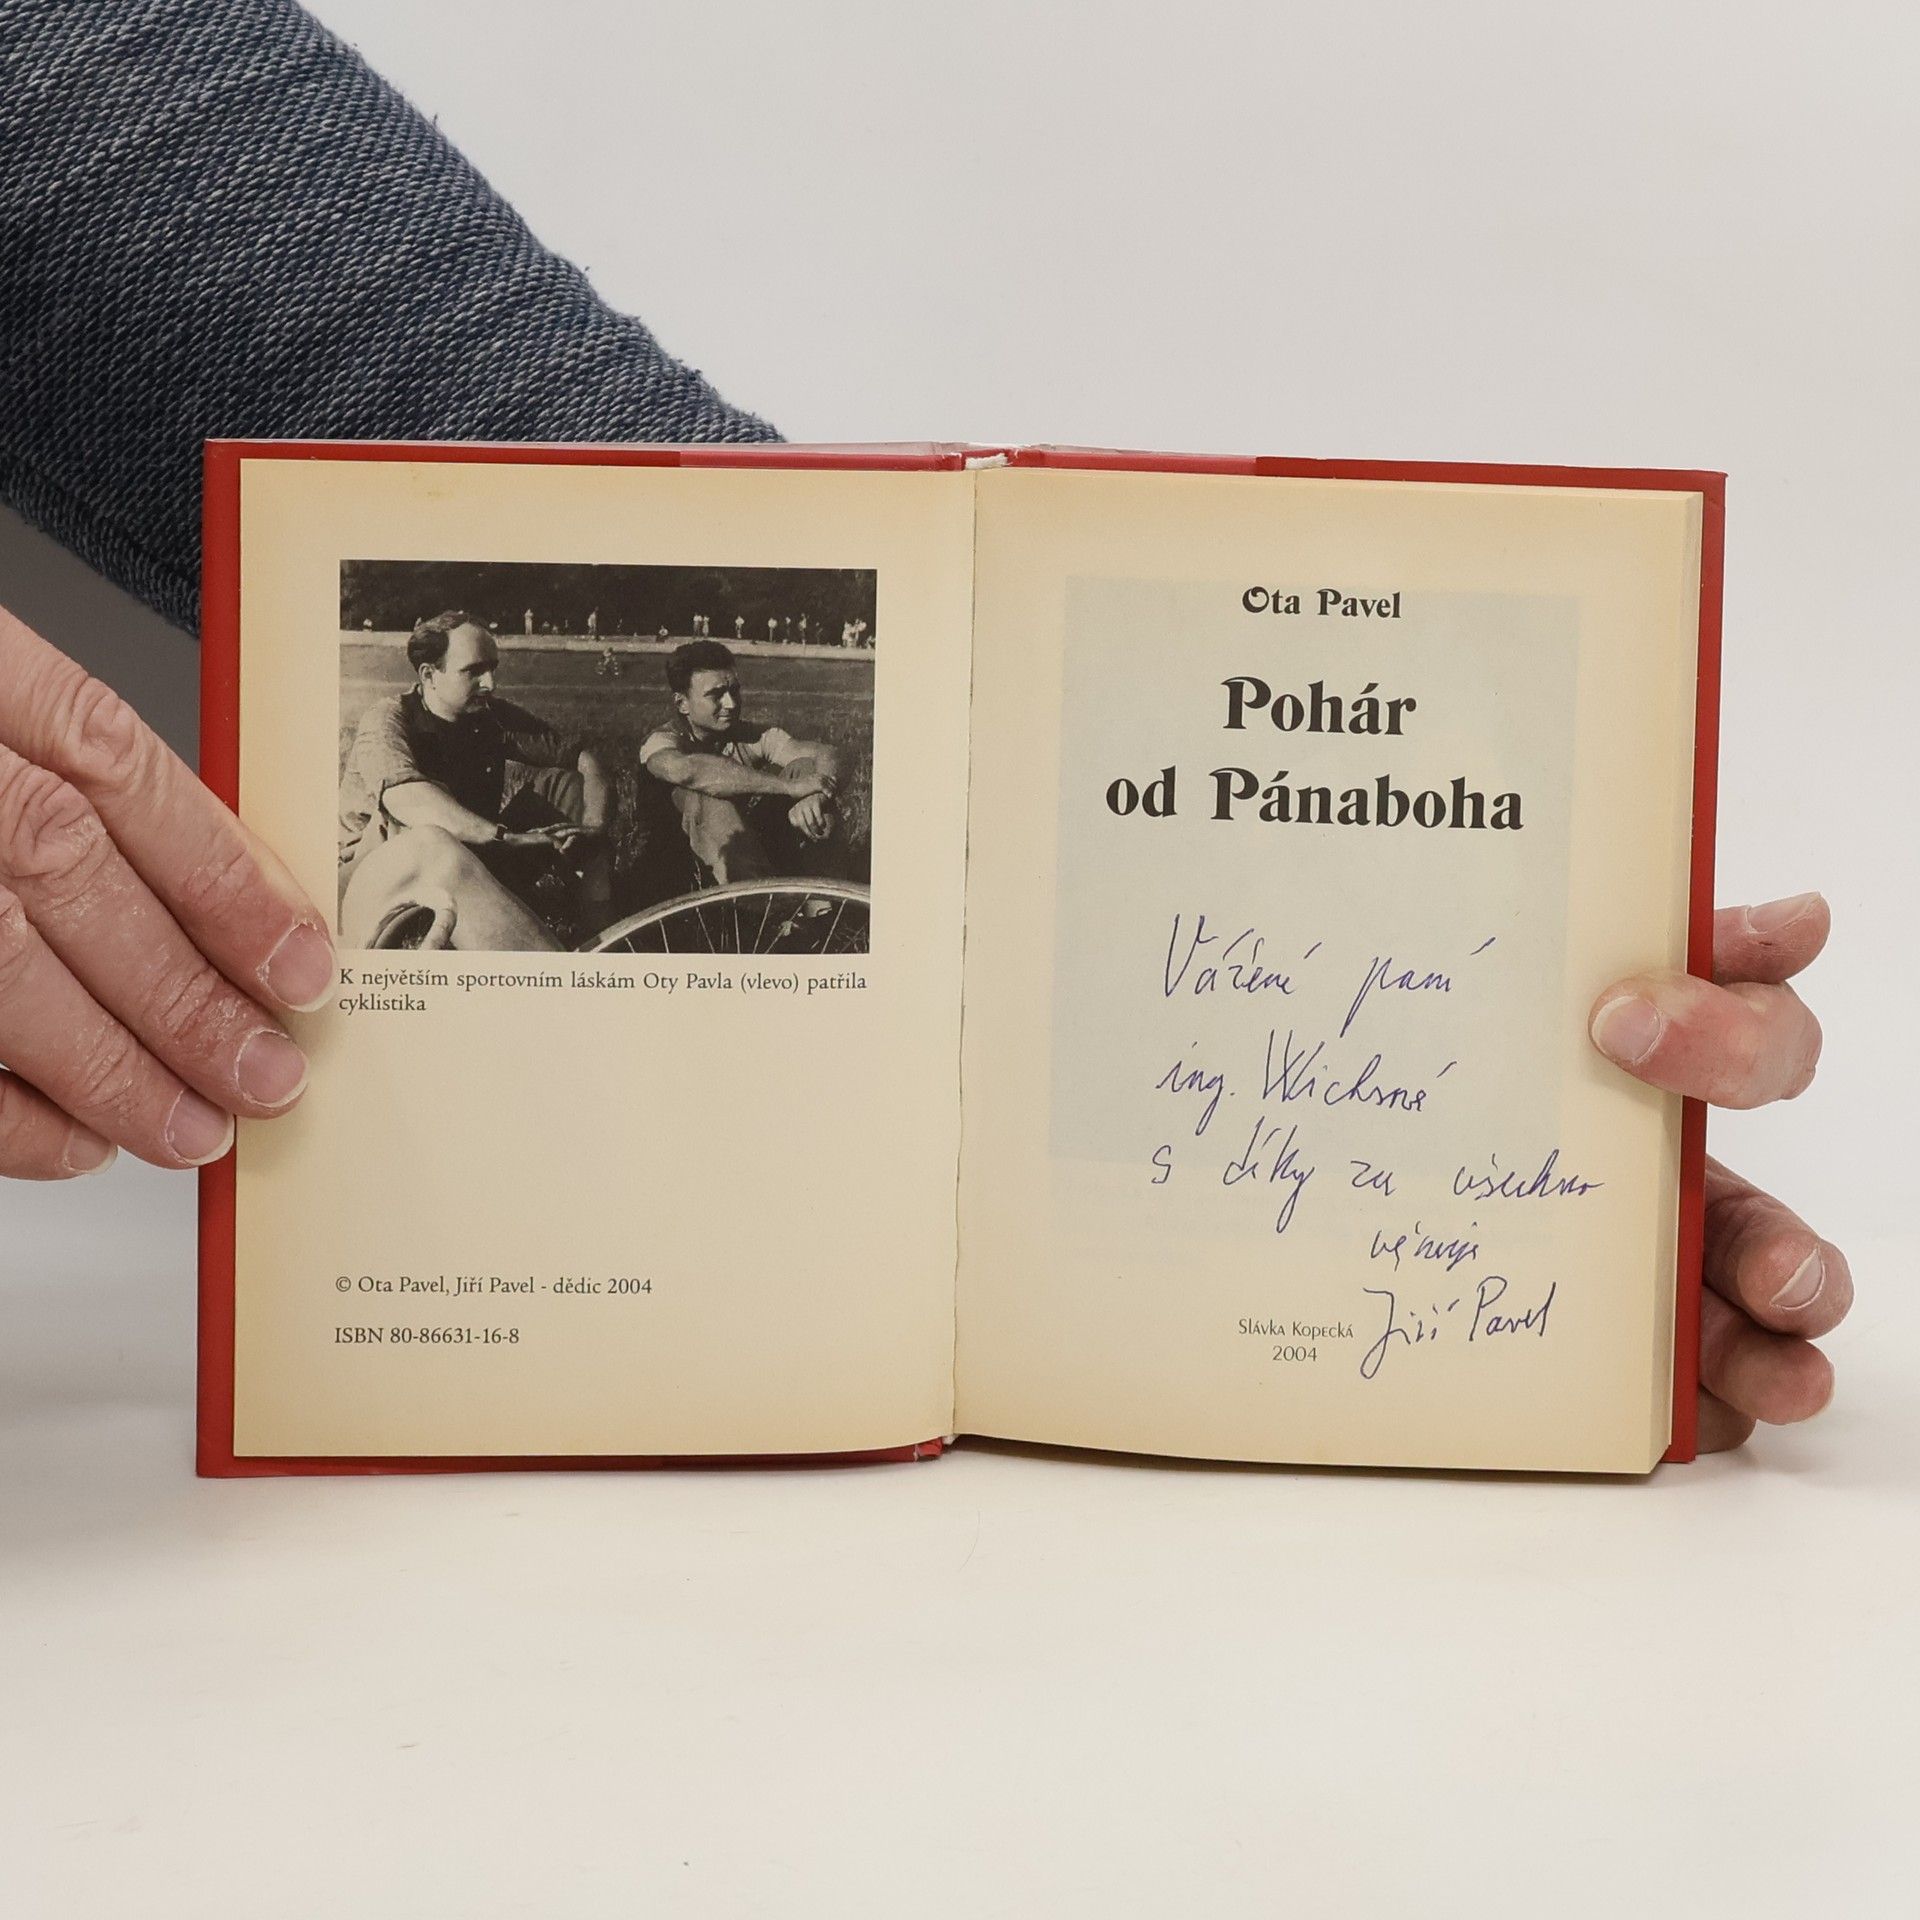 K největším sportovním láskám Oty Pavla (vlevo) patřila
cyklistika
© Ota Pavel, Jiří Pavel - dědic 2004
ISBN 80-86631-16-8
Ota Pavel
Pohár
od Pánaboha
Vážené paní
ing.
s díky za všechno
věnuje
Jiří Pavel
Slávka Kopecká
2004